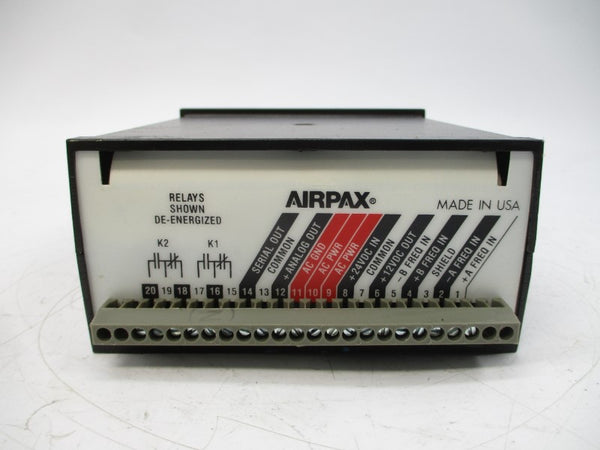 RELAYS
SHOWN
DE-ENERGIZED
AIRPAX®
MADE IN USA
K2 K1
SERIAL OUT
COMMON
+ANALOG OUT
AC GND
AC PWR
AC PWR
+24VDC IN
COMMON
+12VDC OUT
-B FREQ IN
+B FREQ IN
SHIELD
-A FREQ IN
+A FREQ IN
20 19 18 17 16 15 14 13 12 11 10 9 8 7 6 5 4 3 2 1